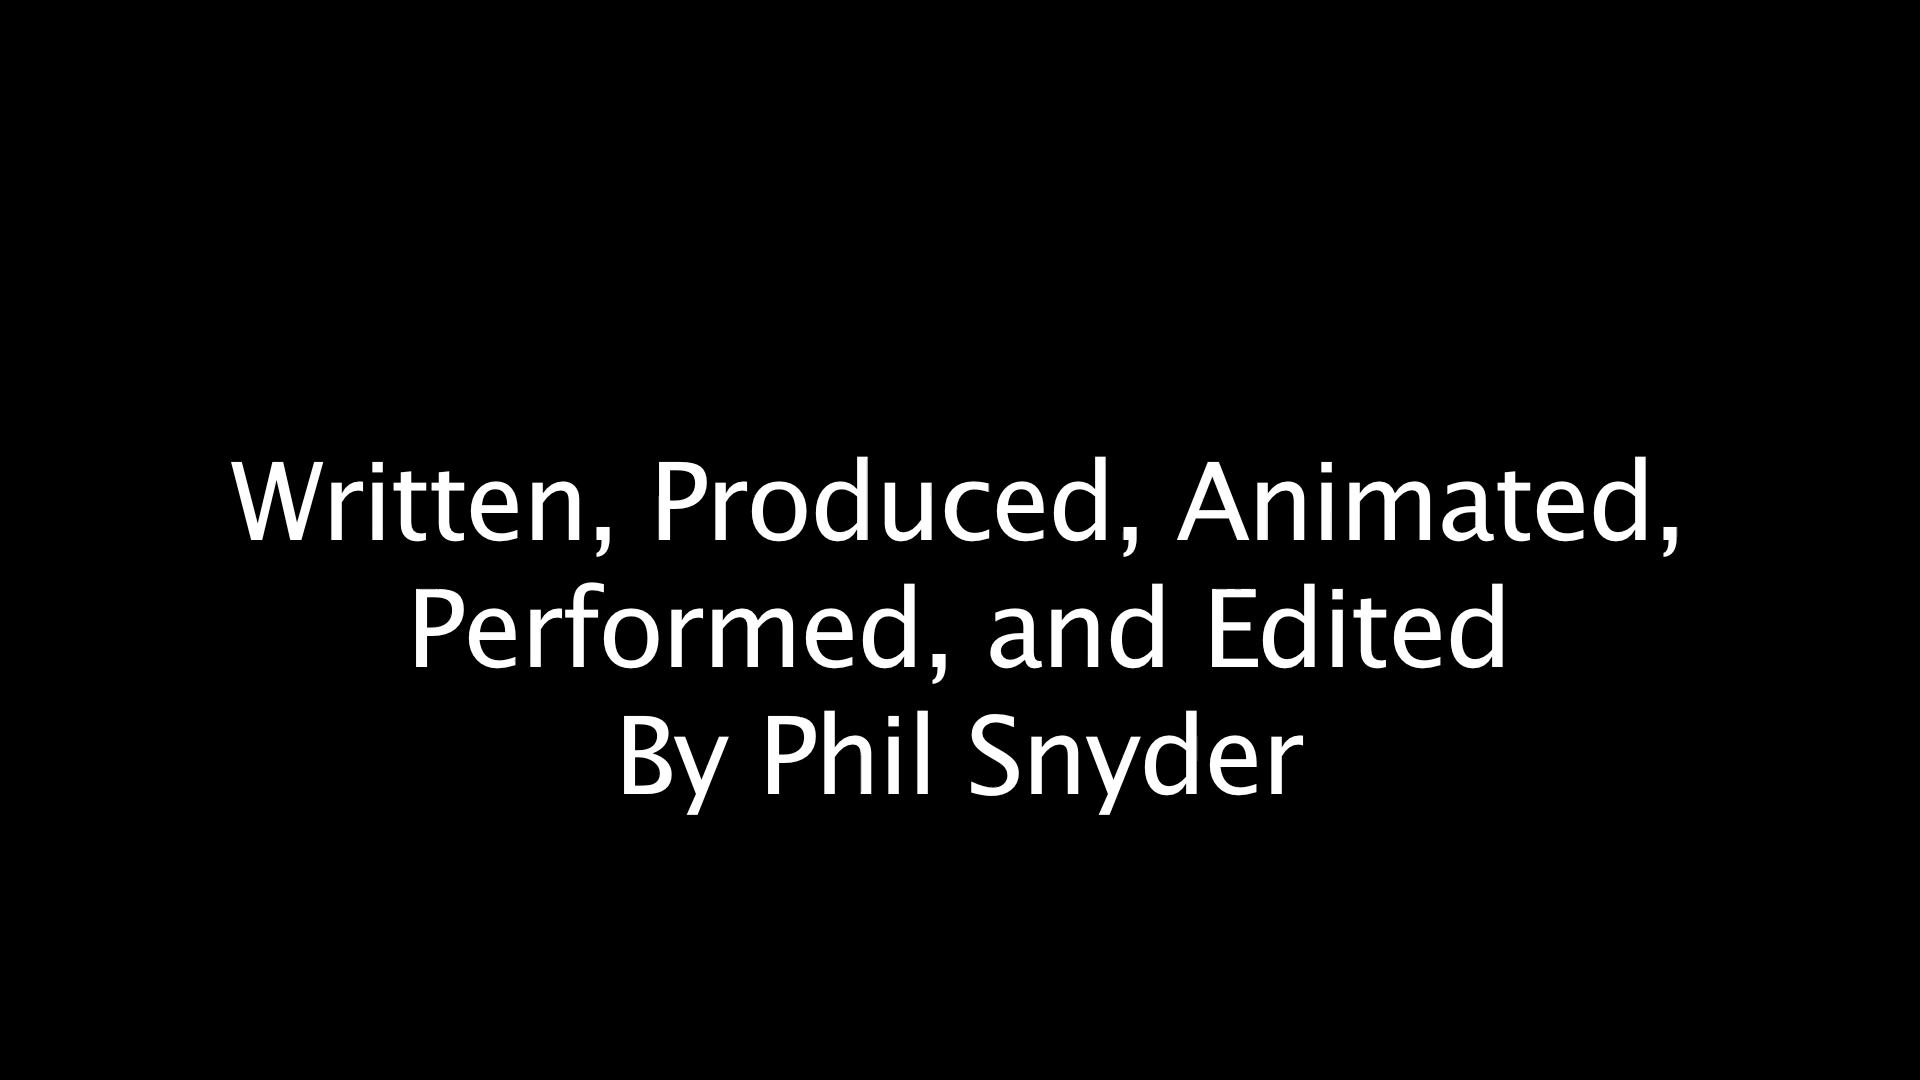 Written, Produced, Animated,
Performed, and Edited
By Phil Snyder